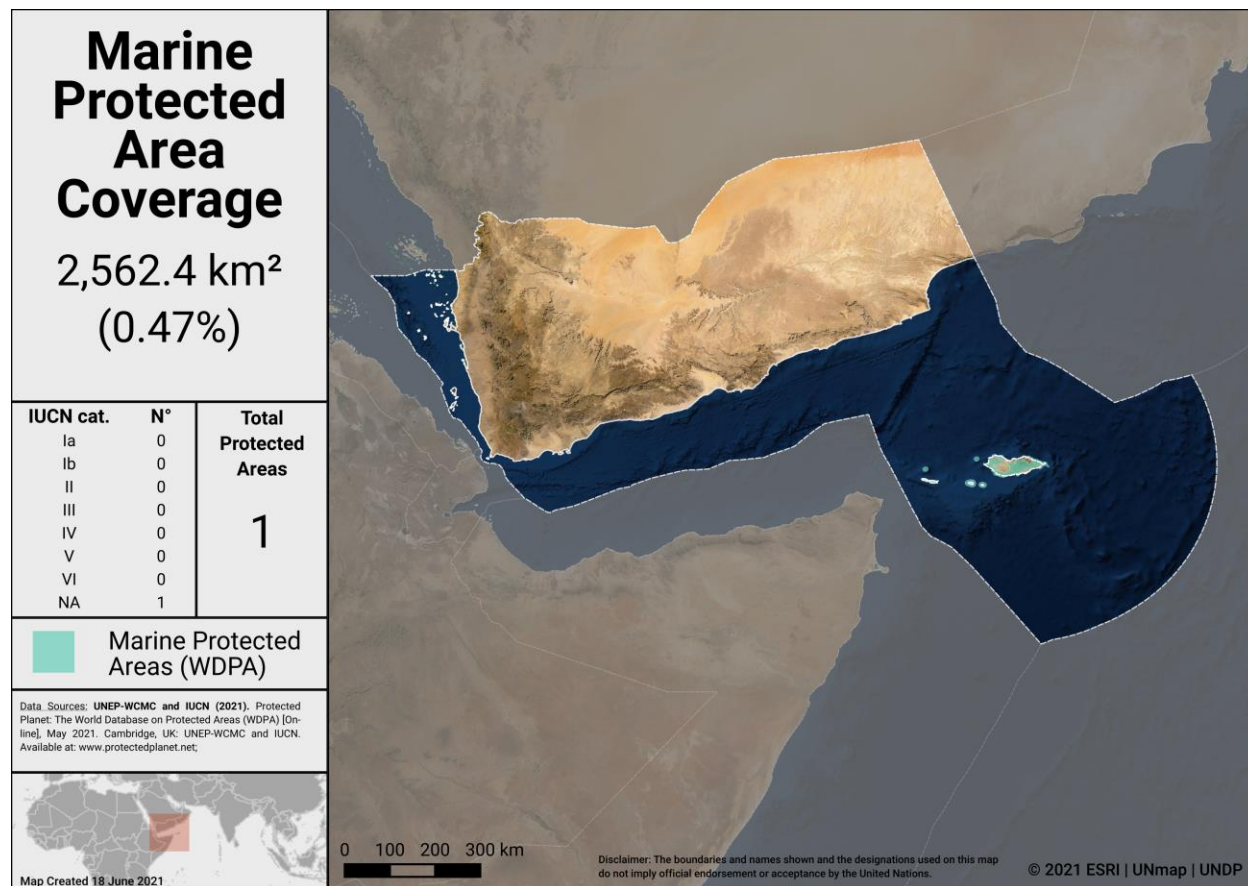 Marine
Protected
Area
Coverage
2,562.4 km²
(0.47%)
IUCN cat. N°
Ia 0
Ib 0
II 0
III 0
IV 0
V 0
VI 0
NA 1
Total
Protected
Areas
1
Marine Protected
Areas (WDPA)
Data Sources: UNEP-WCMC and IUCN (2021). Protected
Planet: The World Database on Protected Areas (WDPA) [On-
line], May 2021. Cambridge, UK: UNEP-WCMC and IUCN.
Available at: www.protectedplanet.net;
Map Created 18 June 2021
0 100 200 300 km
Disclaimer: The boundaries and names shown and the designations used on this map
do not imply official endorsement or acceptance by the United Nations.
© 2021 ESRI | UNmap | UNDP